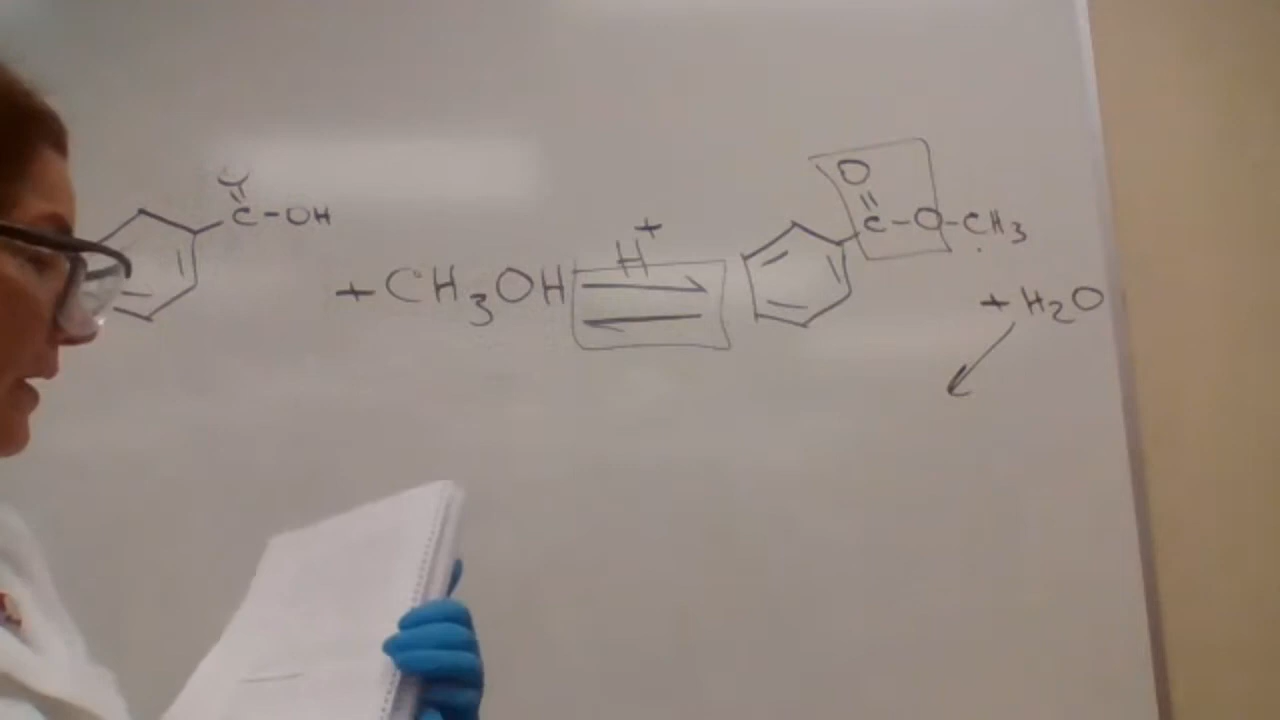 C-OH
+ CH3OH
H+
O
C-O-CH3
+ H2O